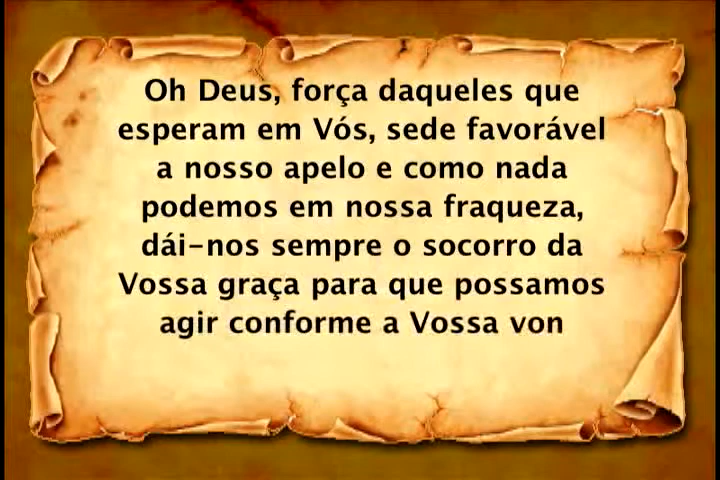 Oh Deus, força daqueles que
esperam em Vós, sede favorável
a nosso apelo e como nada
podemos em nossa fraqueza,
dái-nos sempre o socorro da
Vossa graça para que possamos
agir conforme a Vossa von